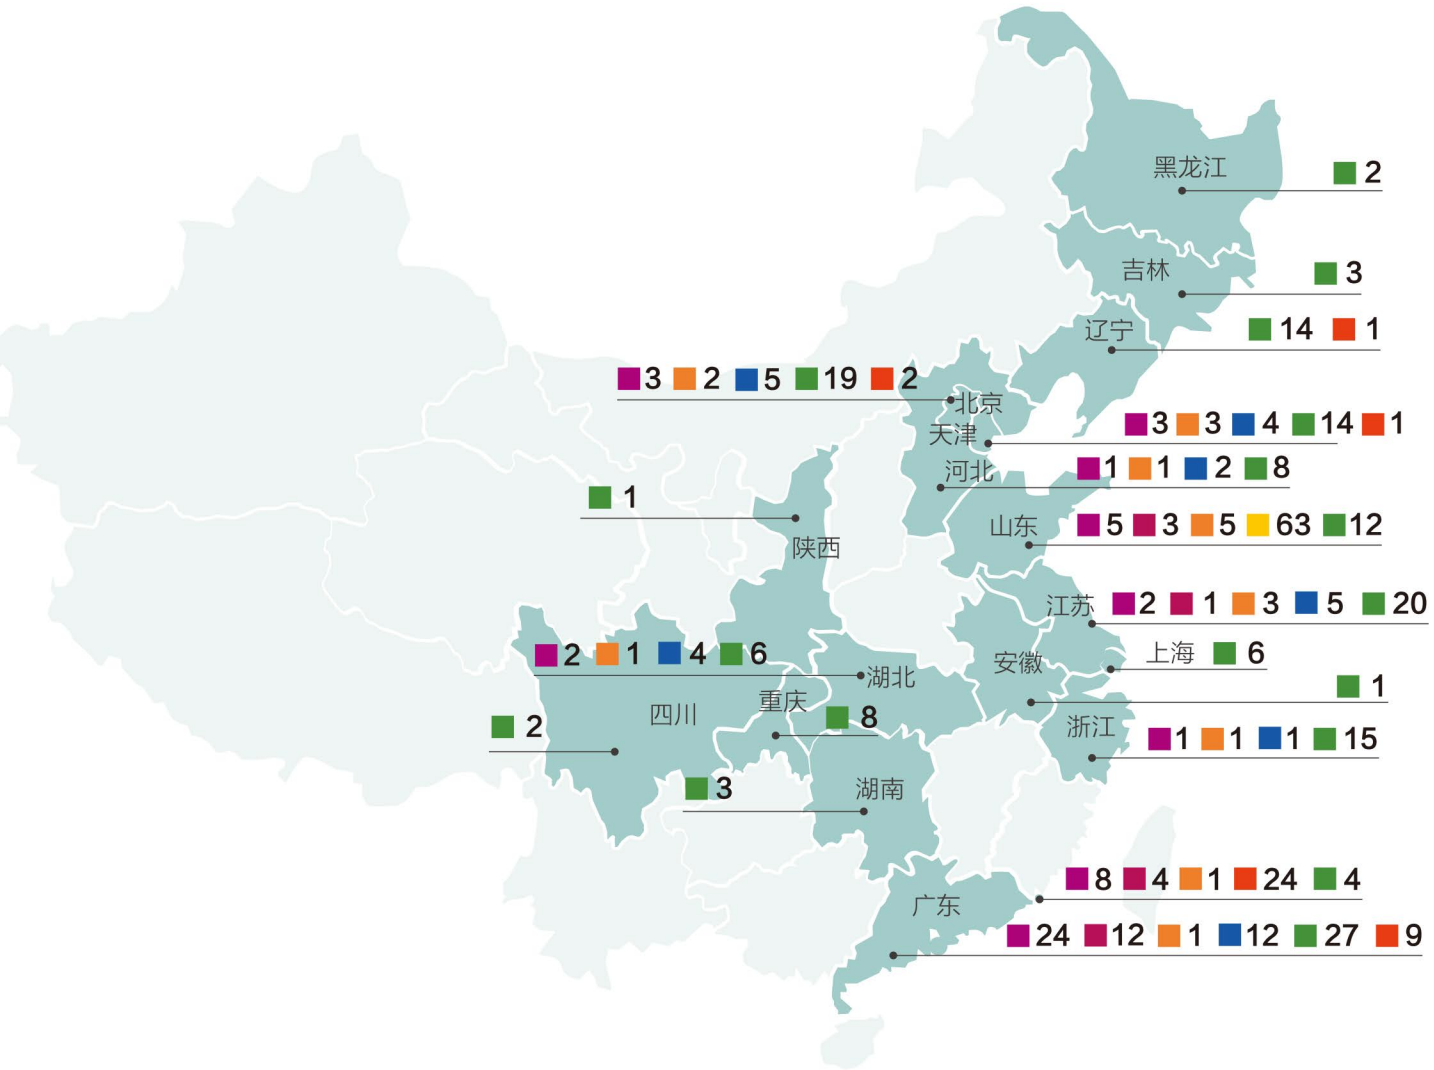 黑龙江
2
3
吉林
辽宁
14 1
3 2 5 19 2
北京
3 3 4 14 1
天津
1 1 2 8
河北
1
5 3 5 63 12
山东
陕西
江苏 2 1 3 5 20
2 1 4 6
上海 6
安徽
湖北
1
重庆
四川
8
2
浙江
1 1 1 15
3
湖南
8 4 1 24 4
广东
24 12 1 12 27 9